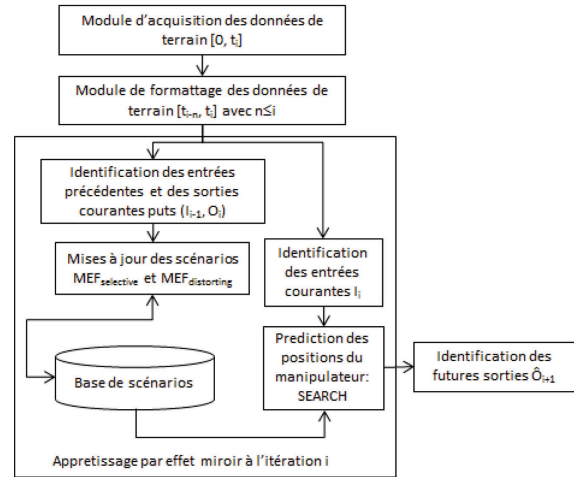 Module d'acquisition des données de
terrain [0, ti]
Module de formattage des données de
terrain [ti-n, ti] avec n≤i
Identification des entrées
précédentes et des sorties
courantes puts (Ii-1, Oi)
Mises à jour des scénarios
MEFselective et MEFdistorting
Identification
des entrées
courantes Ii
Prediction des
positions du
manipulateur:
SEARCH
Identification des
futures sorties Ôi+1
Base de scénarios
Appretissage par effet miroir à l'itération i